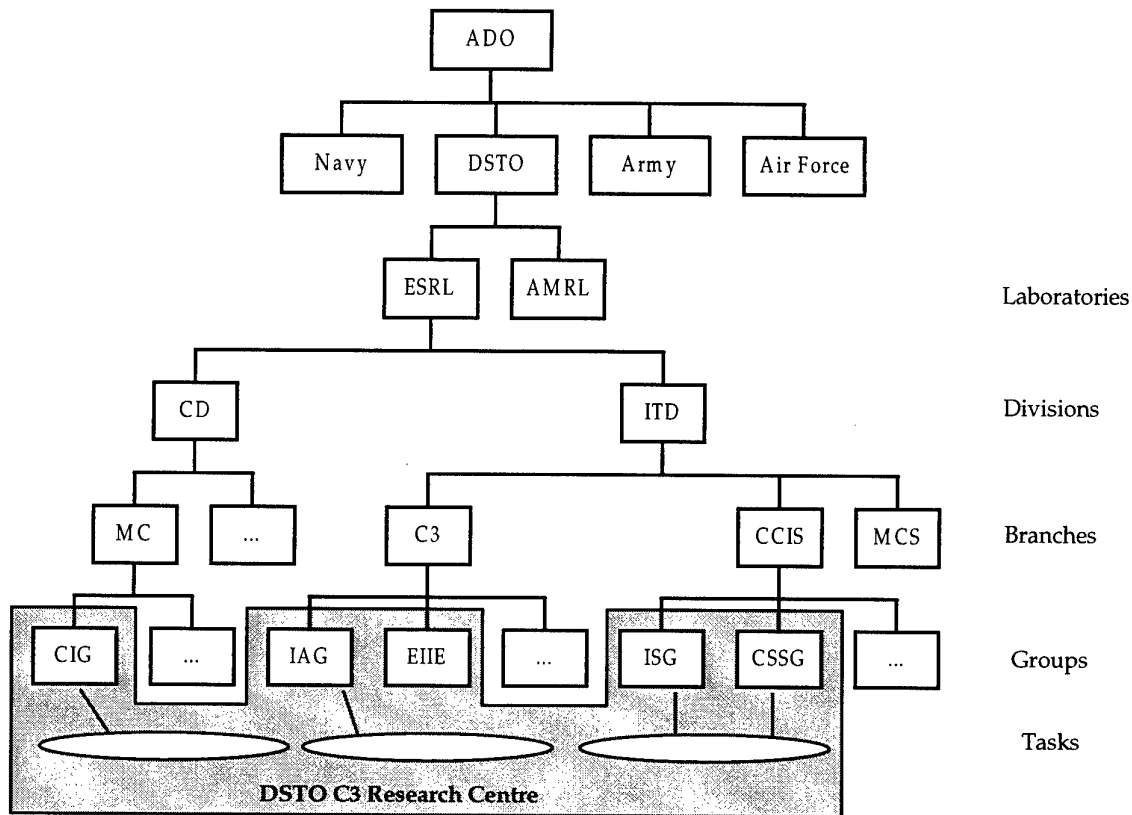 ADO
Navy DSTO Army Air Force
ESRL AMRL Laboratories
CD ITD Divisions
MC ... C3 CCIS MCS Branches
CIG ... IAG EIIE ... ISG CSSG ... Groups
Tasks
DSTO C3 Research Centre